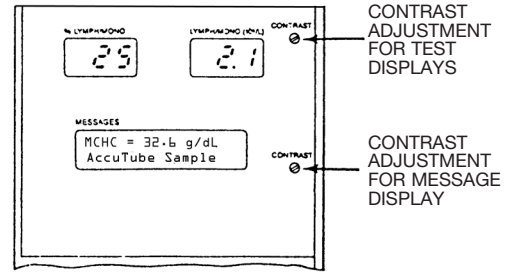 % LYMPH/MONO
25
LYMPH/MONO (10⁹/L)
2.1
CONTRAST
CONTRAST
ADJUSTMENT
FOR TEST
DISPLAYS
MESSAGES
MCHC = 32.6 g/dL
AccuTube Sample
CONTRAST
CONTRAST
ADJUSTMENT
FOR MESSAGE
DISPLAY